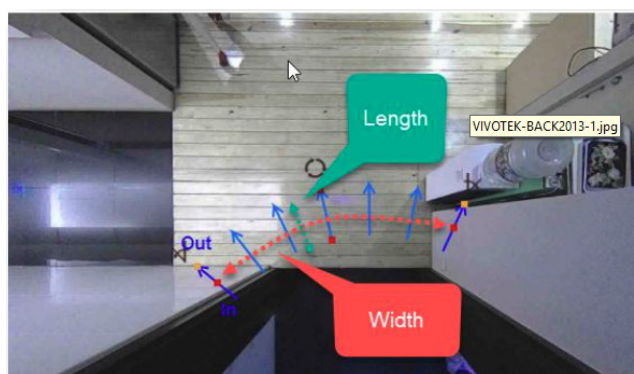 Length
VIVOTEK-BACK2013-1.jpg
Out
In
Width